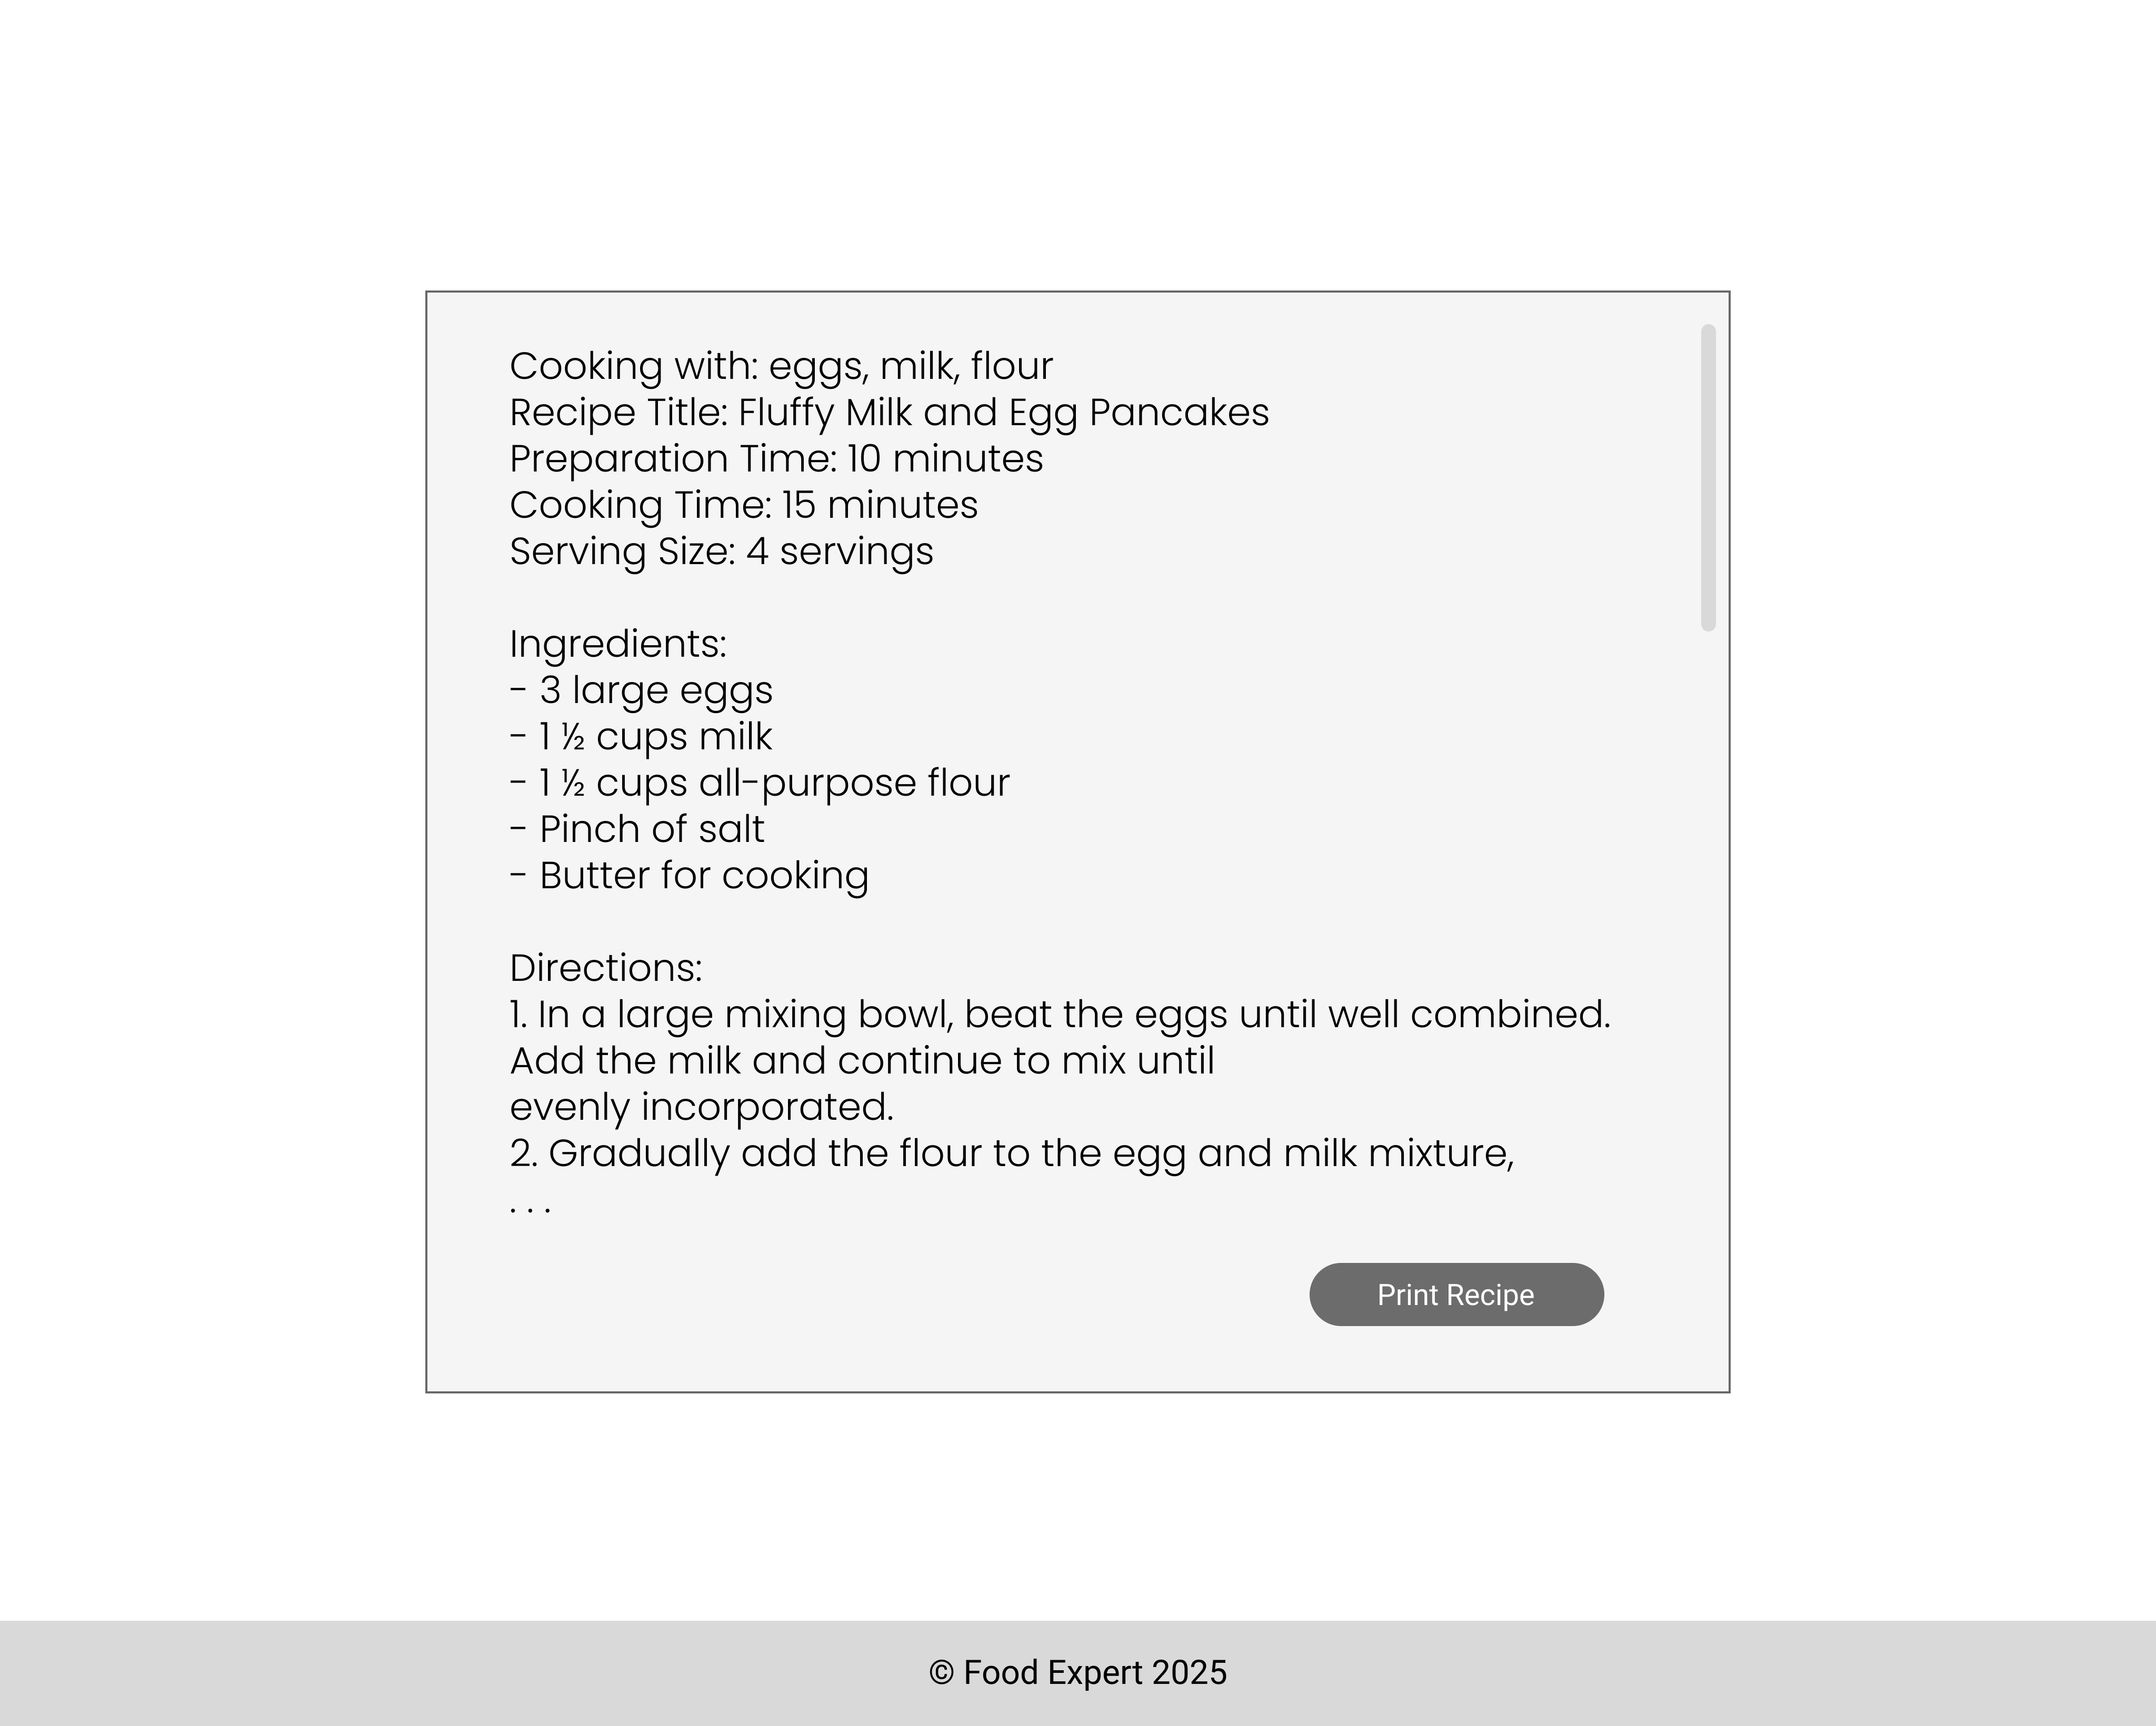 Cooking with: eggs, milk, flour
Recipe Title: Fluffy Milk and Egg Pancakes
Preparation Time: 10 minutes
Cooking Time: 15 minutes
Serving Size: 4 servings
Ingredients:
- 3 large eggs
- 1 ½ cups milk
- 1 ½ cups all-purpose flour
- Pinch of salt
- Butter for cooking
Directions:
1. In a large mixing bowl, beat the eggs until well combined.
Add the milk and continue to mix until
evenly incorporated.
2. Gradually add the flour to the egg and milk mixture,
. . .
Print Recipe
© Food Expert 2025